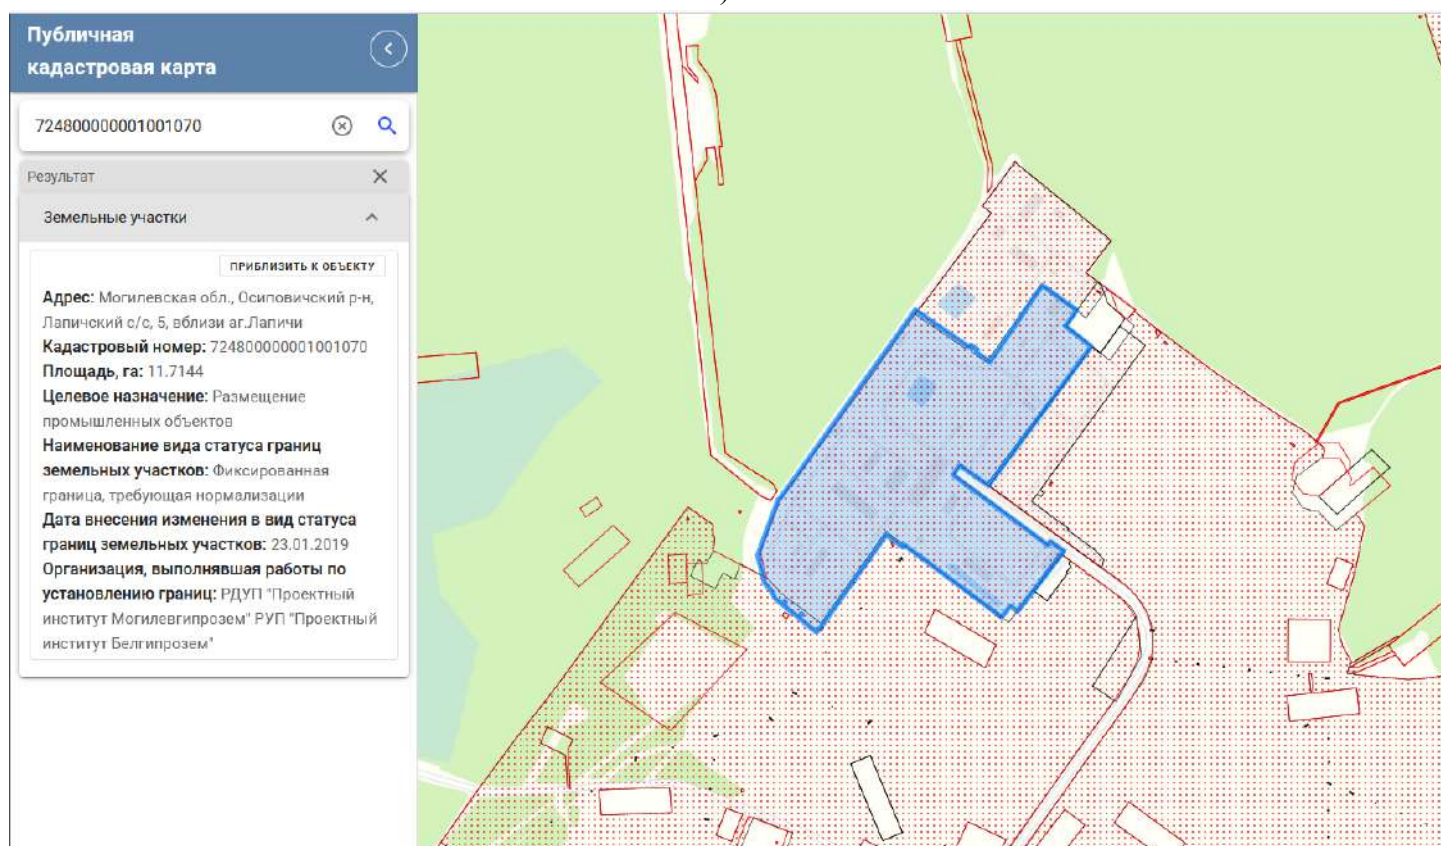 Публичная
кадастровая карта
724800000001001070
Результат
Земельные участки
ПРИБЛИЗИТЬ К ОБЪЕКТУ
Адрес: Могилевская обл., Осиповичский р-н,
Лапичский с/с, 5, вблизи аг.Лапичи
Кадастровый номер: 724800000001001070
Площадь, га: 11.7144
Целевое назначение: Размещение
промышленных объектов
Наименование вида статуса границ
земельных участков: Фиксированная
граница, требующая нормализации
Дата внесения изменения в вид статуса
границ земельных участков: 23.01.2019
Организация, выполнявшая работы по
установлению границ: РДУП "Проектный
институт Могилевгипрозем" РУП "Проектный
институт Белгипрозем"